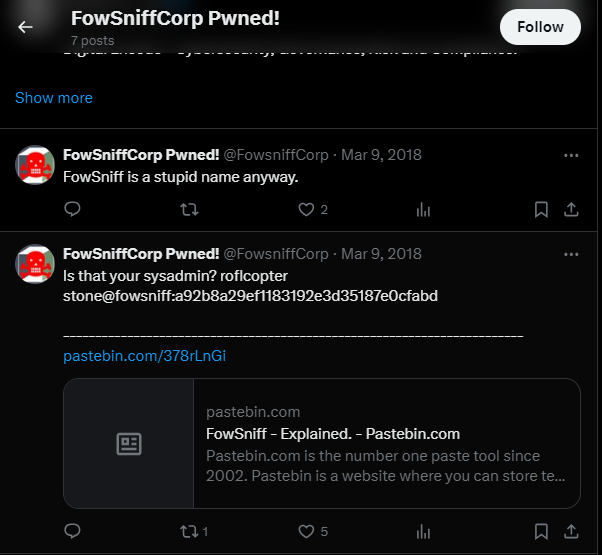 FowSniffCorp Pwned!
7 posts
Follow
Show more
FowSniffCorp Pwned! @FowsniffCorp · Mar 9, 2018
FowSniff is a stupid name anyway.
2
FowSniffCorp Pwned! @FowsniffCorp · Mar 9, 2018
Is that your sysadmin? roflcopter
stone@fowsniff:a92b8a29ef1183192e3d35187e0cfabd
------------------------------------------------------------------------
pastebin.com/378rLnGi
pastebin.com
FowSniff - Explained. - Pastebin.com
Pastebin.com is the number one paste tool since
2002. Pastebin is a website where you can store te...
1
5